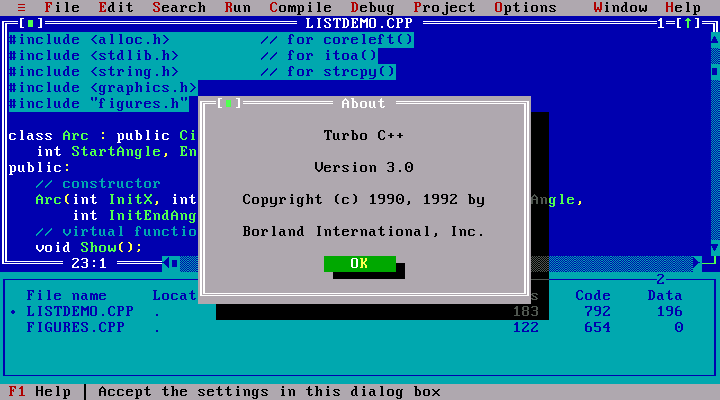 ≡ File Edit Search Run Compile Debug Project Options Window Help
[■] LISTDEMO.CPP 1=[↑]
#include <alloc.h> // for coreleft()
#include <stdlib.h> // for itoa()
#include <string.h> // for strcpy()
#include <graphics.h>
#include "figures.h"
class Arc : public Ci
int StartAngle, En
public:
// constructor
Arc(int InitX, int Angle,
int InitEndAng
// virtual functio
void Show();
23:1
[■] About
Turbo C++
Version 3.0
Copyright (c) 1990, 1992 by
Borland International, Inc.
OK
2
File name Locat s Code Data
• LISTDEMO.CPP . 183 792 196
FIGURES.CPP . 122 654 0
F1 Help | Accept the settings in this dialog box